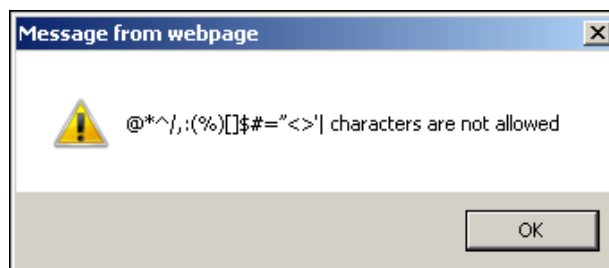 Message from webpage
@*^/,:(%)[]$#="<>'| characters are not allowed
OK